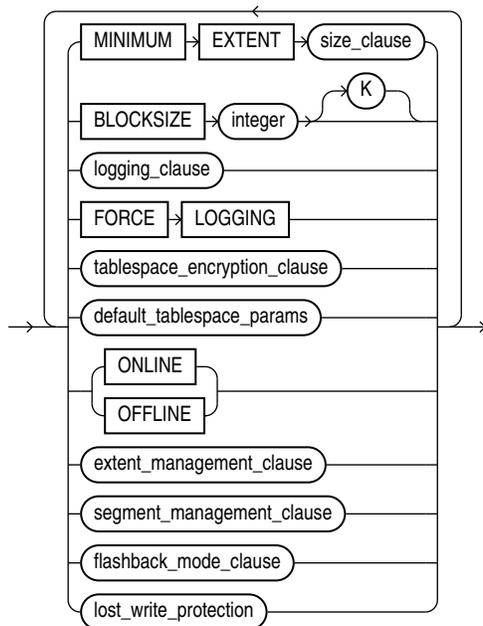 MINIMUM EXTENT size_clause
K
BLOCKSIZE integer
logging_clause
FORCE LOGGING
tablespace_encryption_clause
default_tablespace_params
ONLINE
OFFLINE
extent_management_clause
segment_management_clause
flashback_mode_clause
lost_write_protection